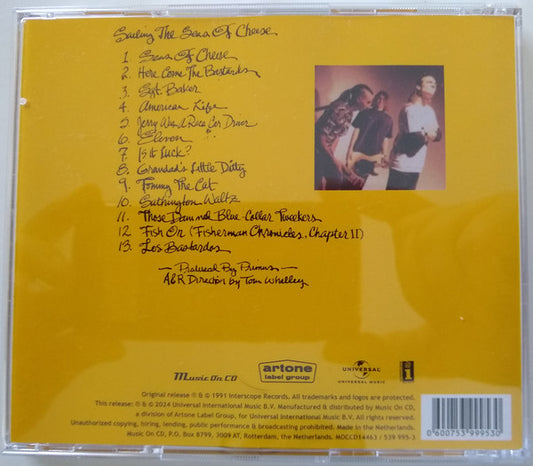 Sailing The Seas Of Cheese
1. Seas Of Cheese
2. Here Come The Bastards
3. Sgt. Baker
4. American Life
5. Jerry Was A Race Car Driver
6. Eleven
7. Is It Luck?
8. Grandad's Little Ditty
9. Tommy The Cat
10. Sathington Waltz
11. Those Damned Blue-Collar Tweekers
12. Fish On (Fisherman Chronicles, Chapter II)
13. Los Bastardos
Produced By Primus
A&R Direction by Tom Whalley
Music On CD
artone
label group
UNIVERSAL
UNIVERSAL MUSIC
Original release ℗ & © 1991 Interscope Records. All trademarks and logos are protected.
This release: ℗ & © 2024 Universal International Music B.V. Manufactured & distributed by Music On CD,
a division of Artone Label Group, for Universal International Music B.V. All rights reserved.
Unauthorized copying, hiring, lending, public performance & broadcasting prohibited. Made in the Netherlands.
Music On CD, P.O. Box 8799, 3009 AT, Rotterdam, the Netherlands. MOCCD14463 / 539 995-3
0 600753 999530